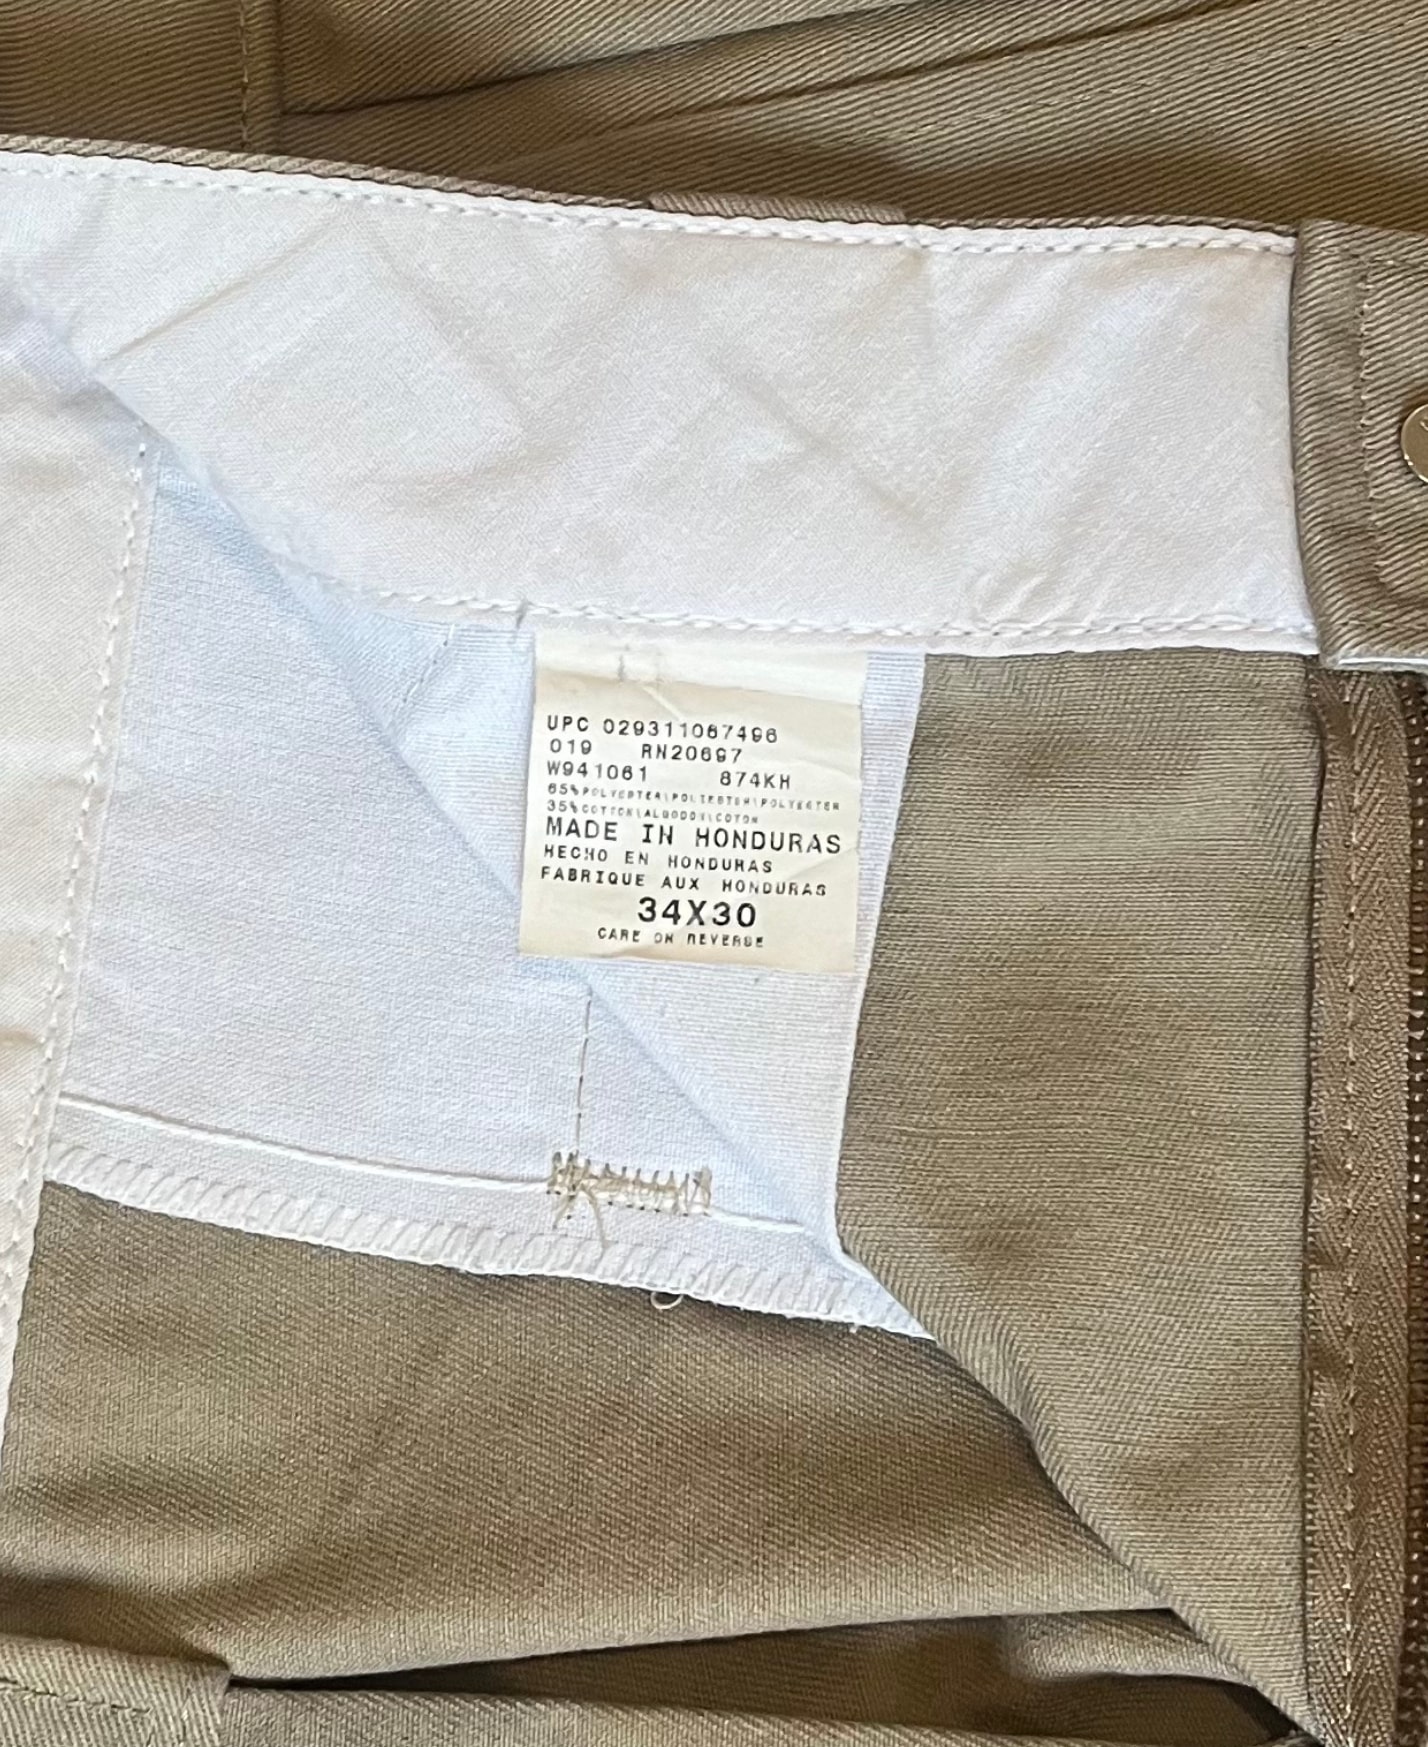 UPC 029311067496
019 RN20697
W941061 874KH
65% POLYESTER\POLIESTER\POLYESTER
35% COTTON\ALGODON\COTON
MADE IN HONDURAS
HECHO EN HONDURAS
FABRIQUE AUX HONDURAS
34X30
CARE ON REVERSE